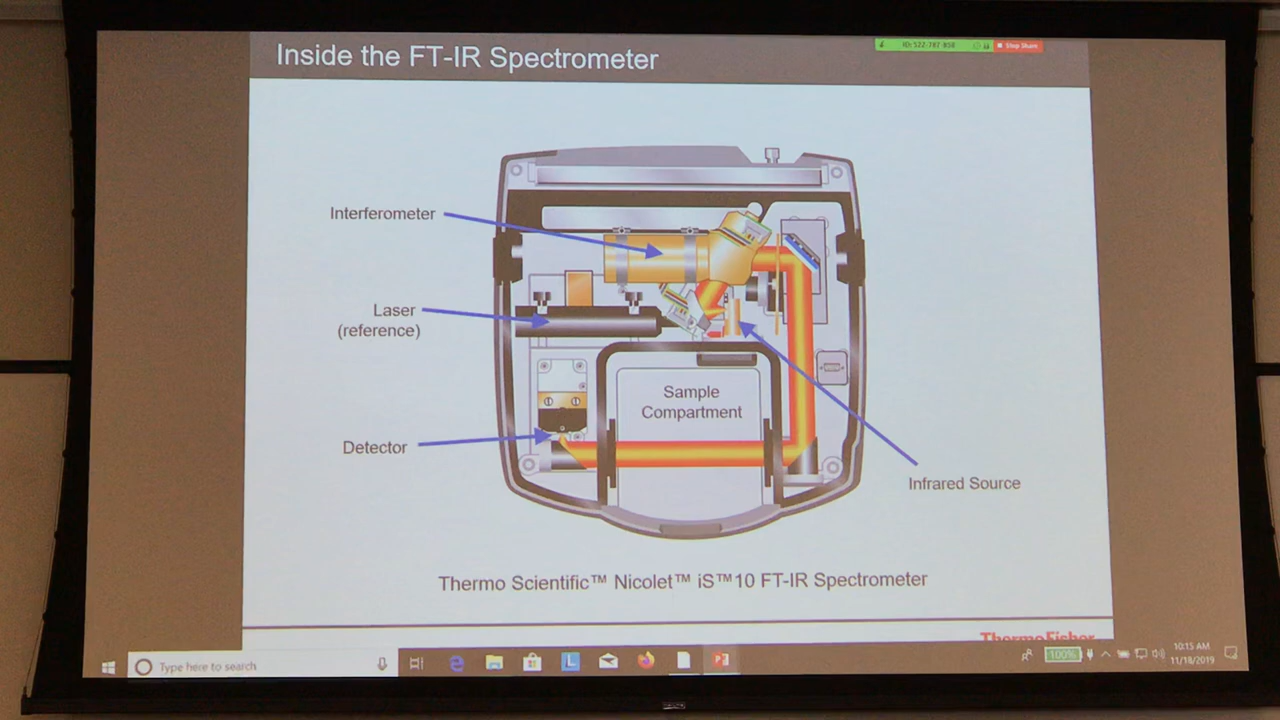 Inside the FT-IR Spectrometer
ID: 522-787-858
Stop Share
Interferometer
Laser
(reference)
Sample
Compartment
Detector
Infrared Source
Thermo Scientific™ Nicolet™ iS™10 FT-IR Spectrometer
ThermoFisher
Type here to search
100%
10:15 AM
11/18/2019